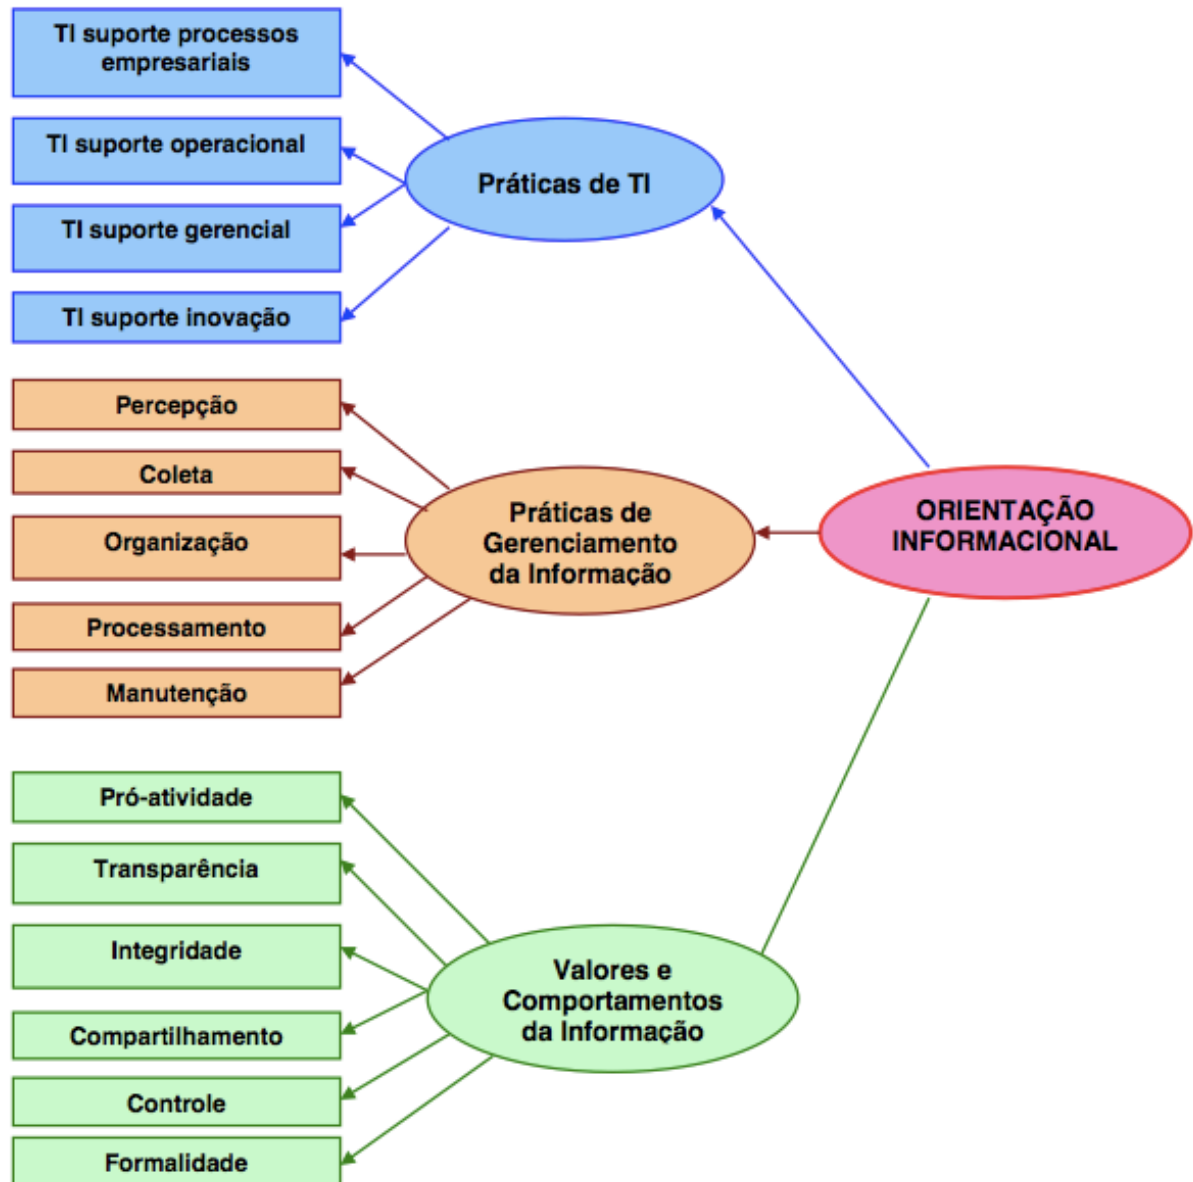 TI suporte processos
empresariais
TI suporte operacional
TI suporte gerencial
TI suporte inovação
Práticas de TI
Percepção
Coleta
Organização
Processamento
Manutenção
Práticas de
Gerenciamento
da Informação
ORIENTAÇÃO
INFORMACIONAL
Pró-atividade
Transparência
Integridade
Compartilhamento
Controle
Formalidade
Valores e
Comportamentos
da Informação